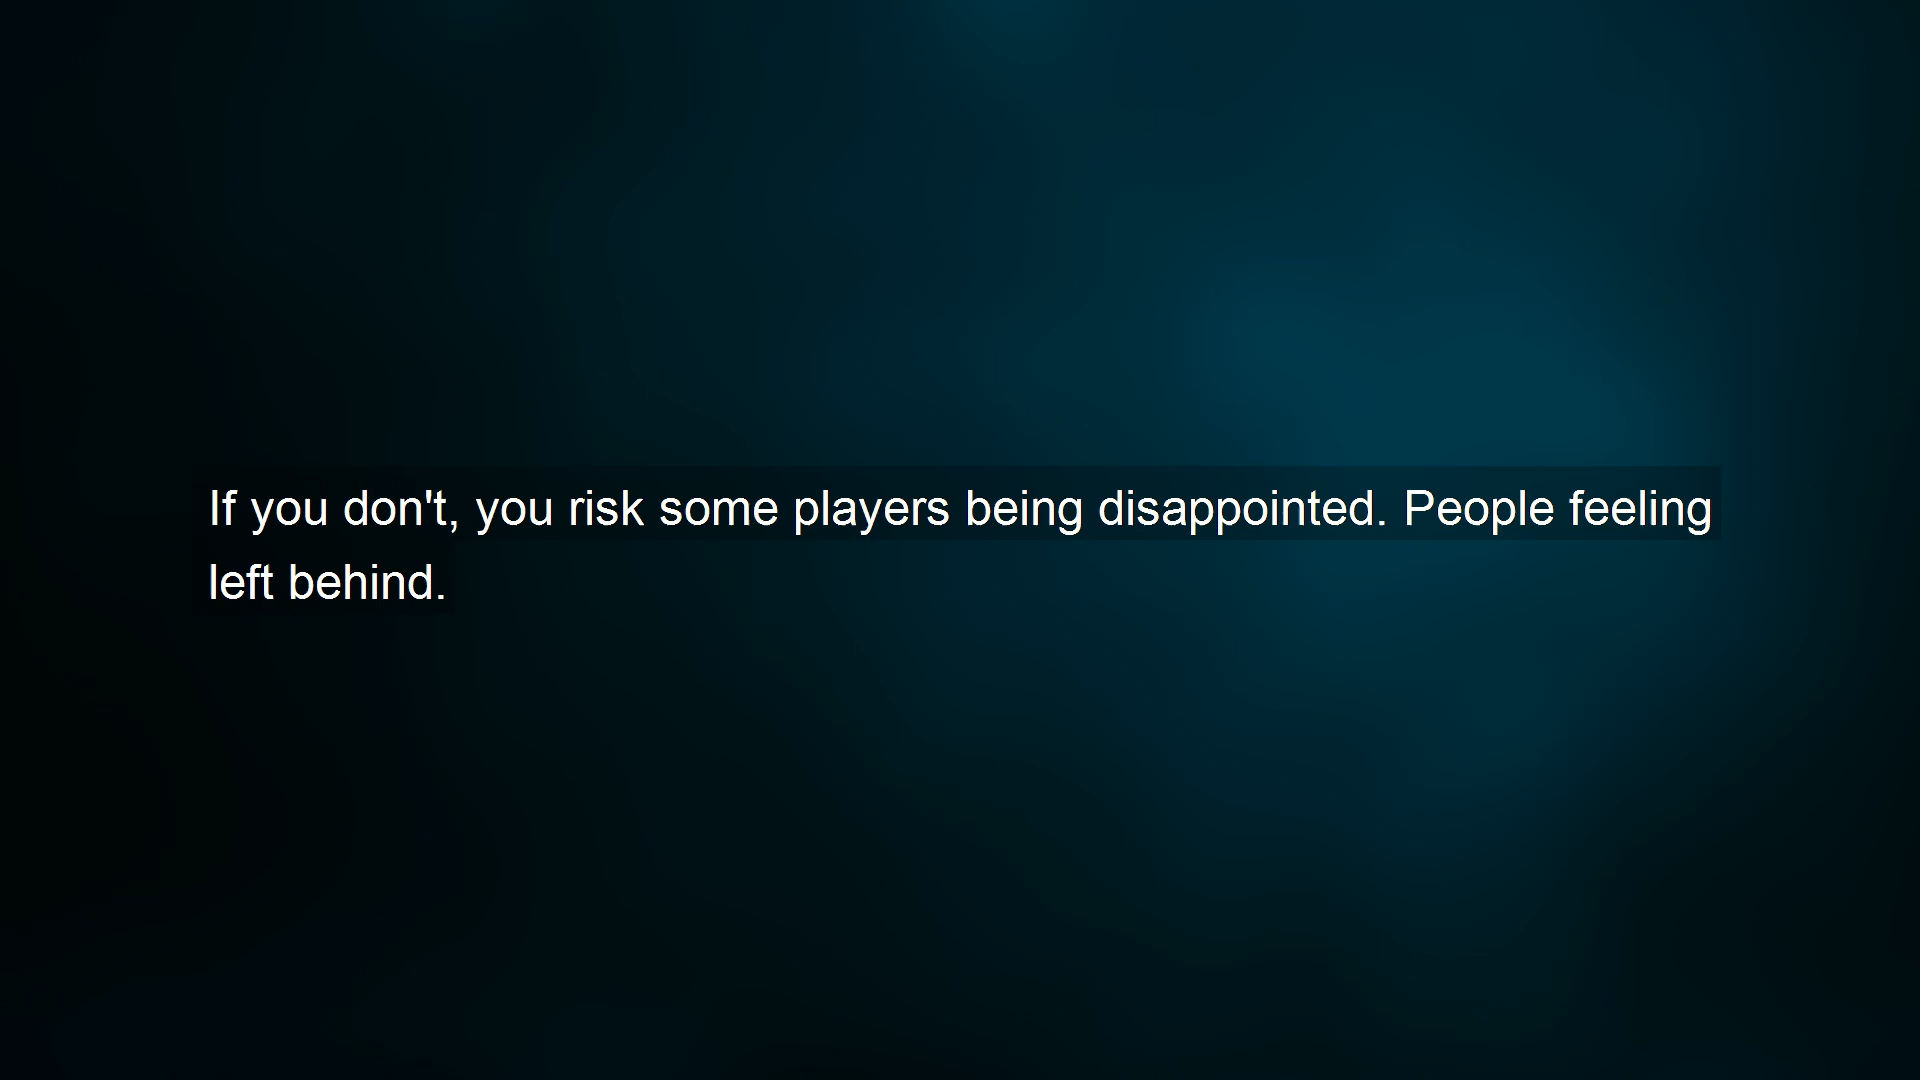 If you don't, you risk some players being disappointed. People feeling
left behind.